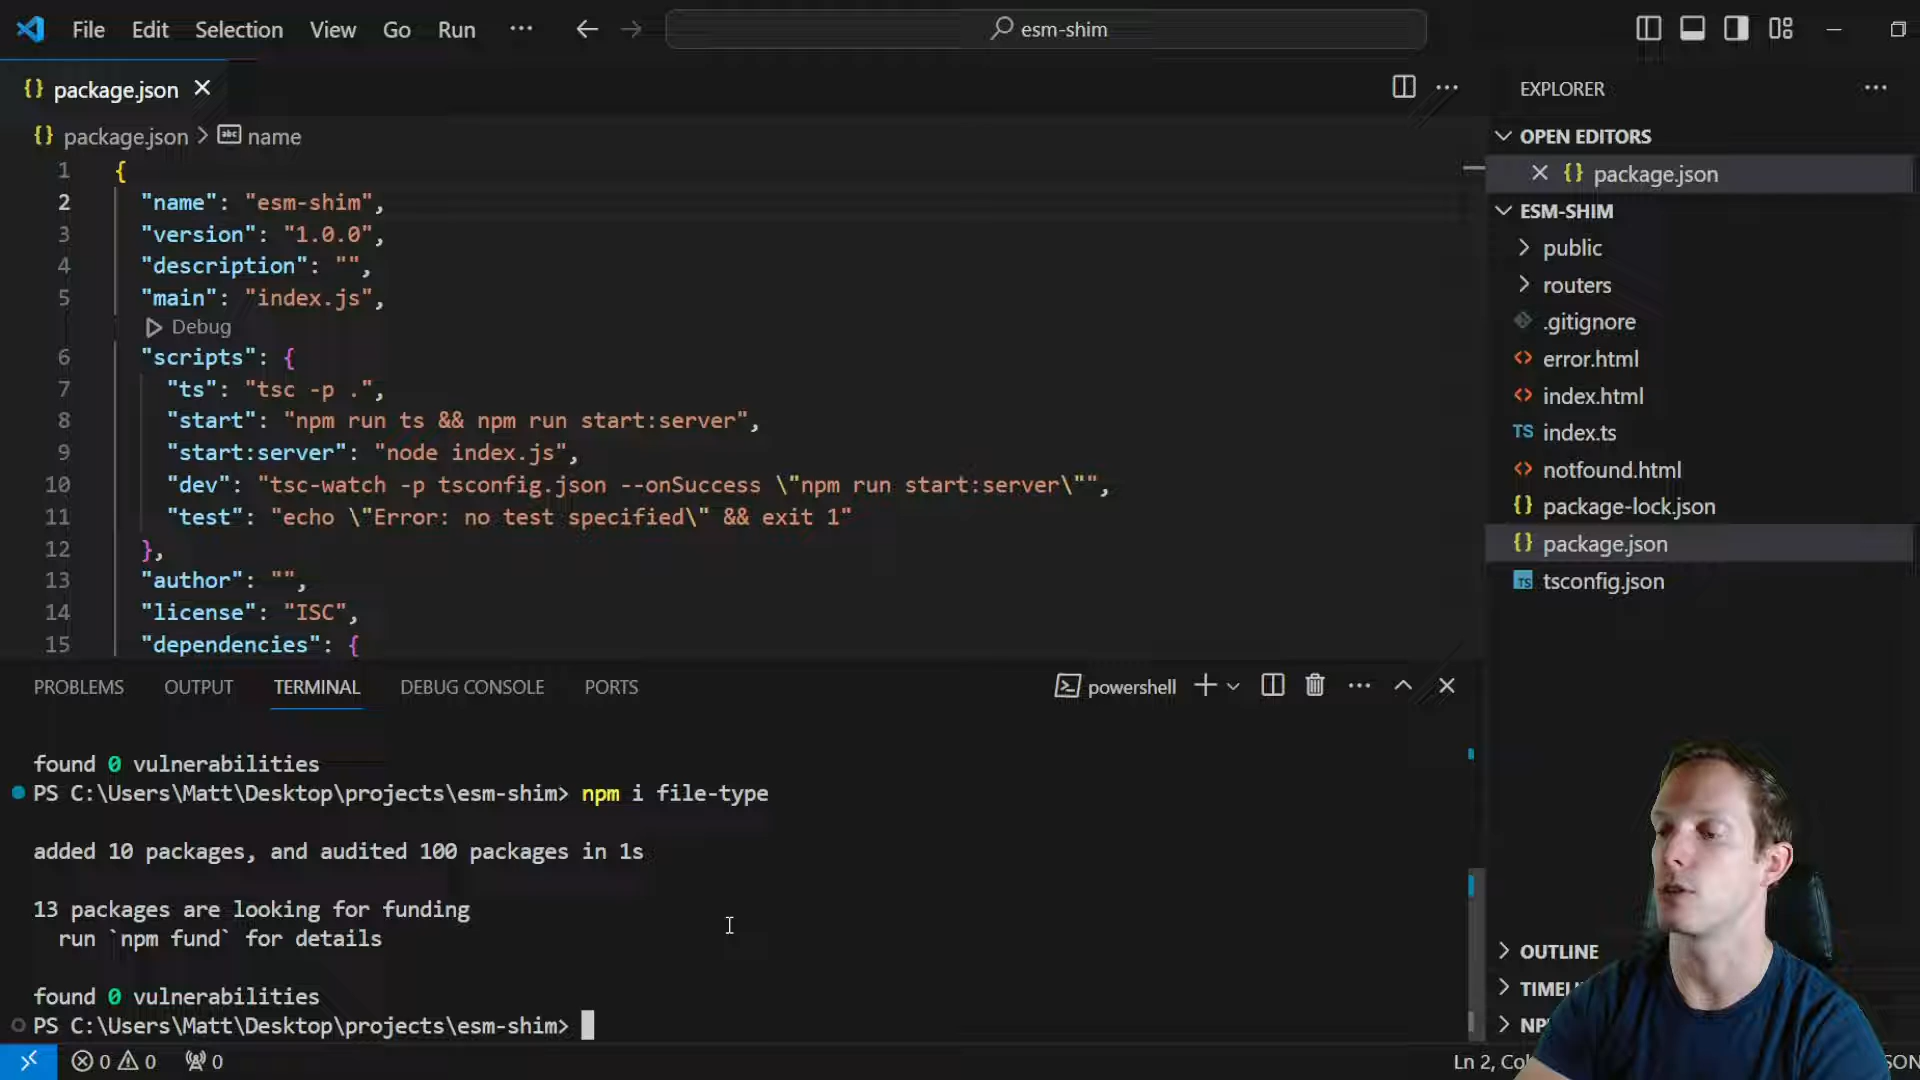 File Edit Selection View Go Run ··· esm-shim
package.json
package.json > name
1 {
2 "name": "esm-shim",
3 "version": "1.0.0",
4 "description": "",
5 "main": "index.js",
Debug
6 "scripts": {
7 "ts": "tsc -p .",
8 "start": "npm run ts && npm run start:server",
9 "start:server": "node index.js",
10 "dev": "tsc-watch -p tsconfig.json --onSuccess \"npm run start:server\"",
11 "test": "echo \"Error: no test specified\" && exit 1"
12 },
13 "author": "",
14 "license": "ISC",
15 "dependencies": {
EXPLORER
OPEN EDITORS
package.json
ESM-SHIM
public
routers
.gitignore
error.html
index.html
TS index.ts
notfound.html
package-lock.json
package.json
TS tsconfig.json
OUTLINE
PROBLEMS OUTPUT TERMINAL DEBUG CONSOLE PORTS
powershell
found 0 vulnerabilities
PS C:\Users\Matt\Desktop\projects\esm-shim> npm i file-type
added 10 packages, and audited 100 packages in 1s
13 packages are looking for funding
run `npm fund` for details
found 0 vulnerabilities
PS C:\Users\Matt\Desktop\projects\esm-shim>
0 0 0
Ln 2,